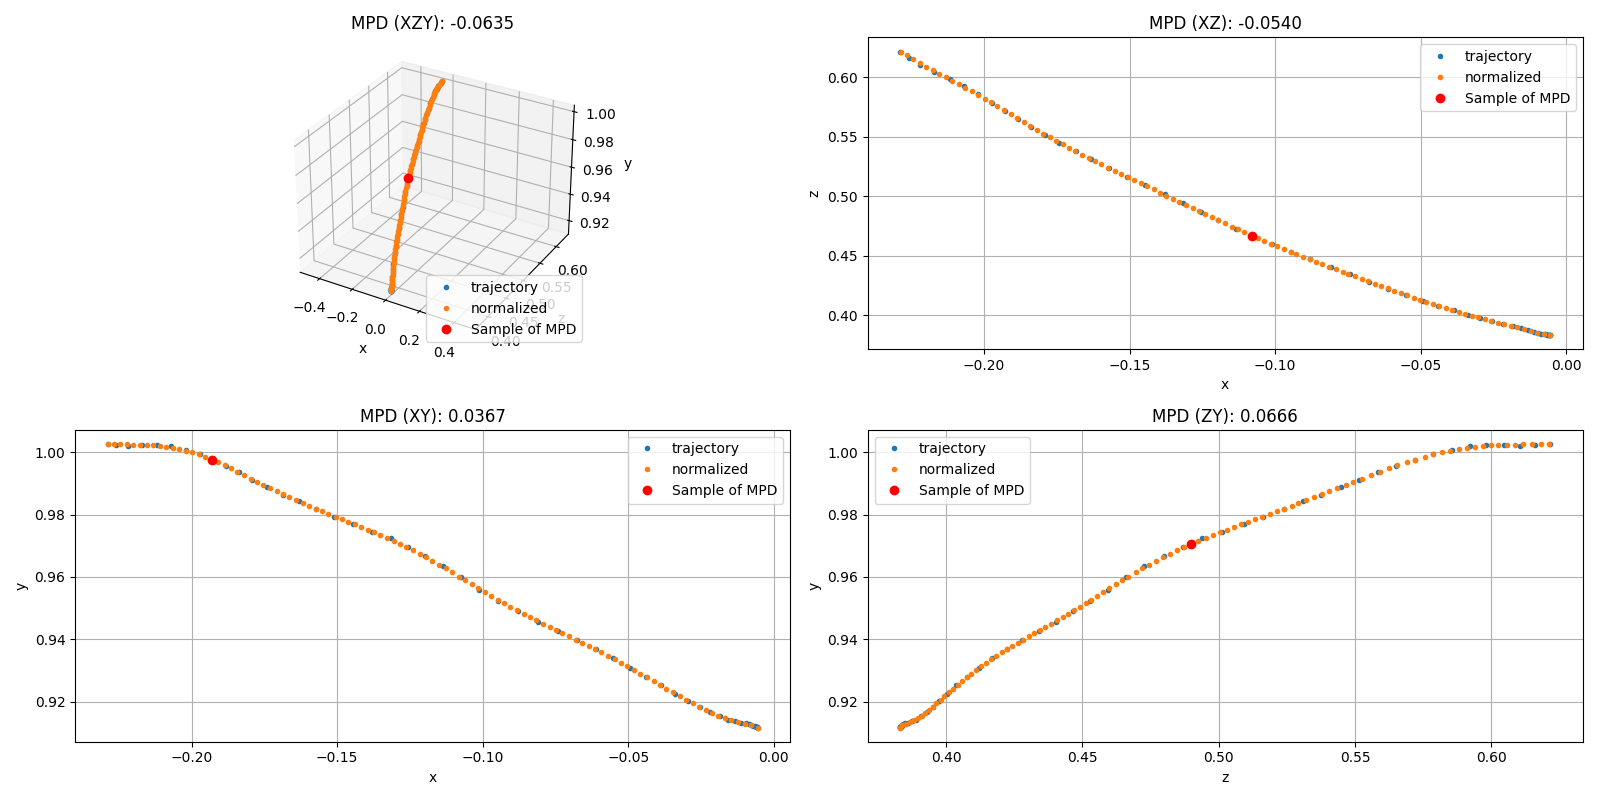 MPD (XZY): -0.0635
1.00
0.98
y
0.96
0.94
0.92
0.60
0.55
0.50
z
0.45
0.40
−0.4
−0.2
0.0
0.2
0.4
x
trajectory
normalized
Sample of MPD
MPD (XZ): -0.0540
trajectory
normalized
Sample of MPD
0.60
0.55
z
0.50
0.45
0.40
−0.20
−0.15
−0.10
−0.05
0.00
x
MPD (XY): 0.0367
trajectory
normalized
Sample of MPD
1.00
0.98
0.96
y
0.94
0.92
−0.20
−0.15
−0.10
−0.05
0.00
x
MPD (ZY): 0.0666
trajectory
normalized
Sample of MPD
1.00
0.98
0.96
y
0.94
0.92
0.40
0.45
0.50
0.55
0.60
z